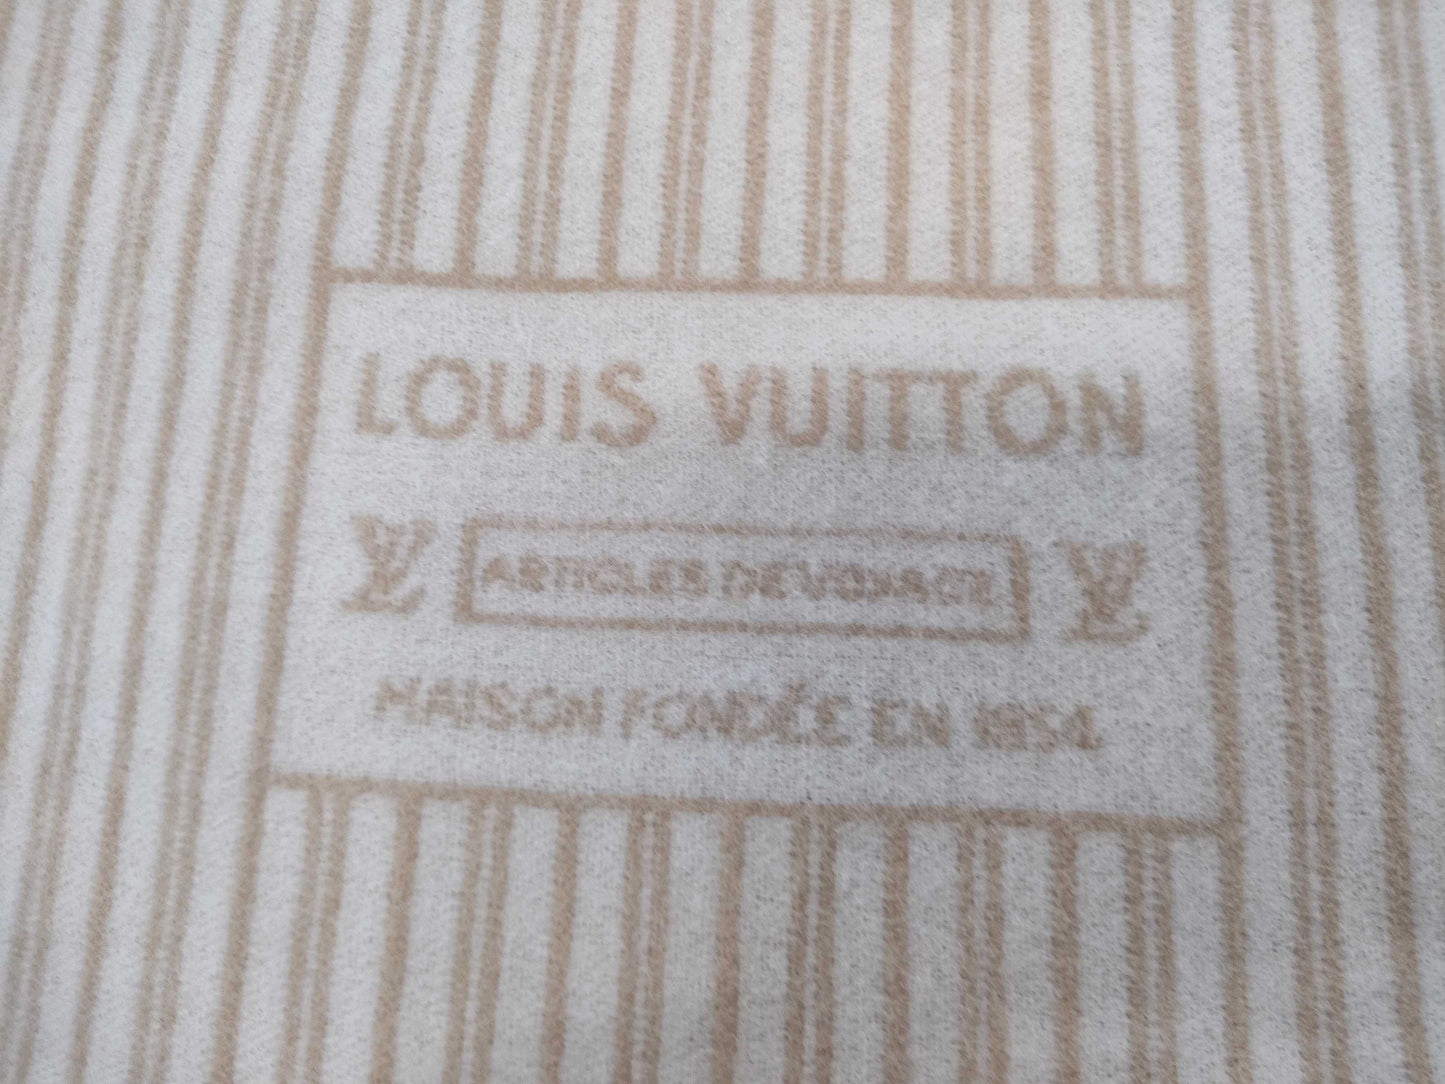 LOUIS VUITTON
LV ARTICLES DE VOYAGE LV
MAISON FONDÉE EN 1854